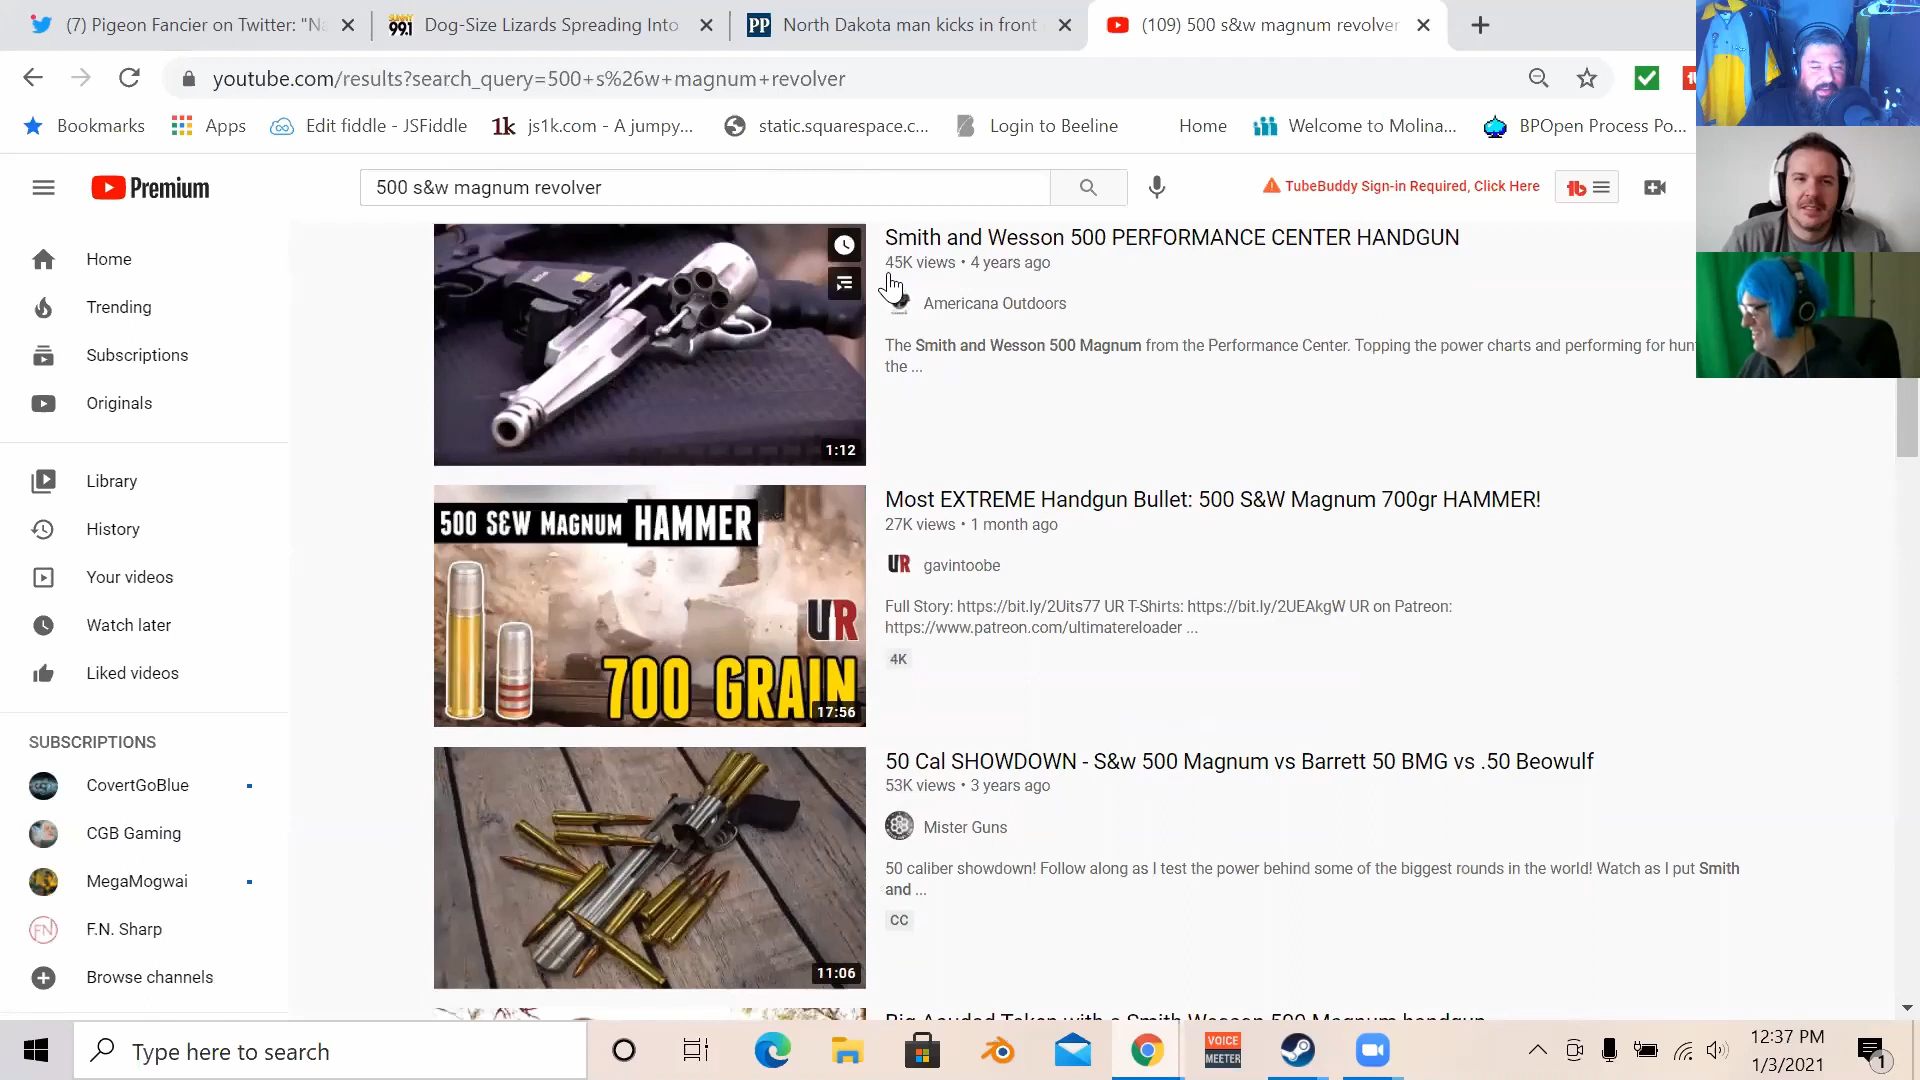 (7) Pigeon Fancier on Twitter: "Na
SUNNY 99.1
Dog-Size Lizards Spreading Into
PP
North Dakota man kicks in front
(109) 500 s&w magnum revolver
youtube.com/results?search_query=500+s%26w+magnum+revolver
Bookmarks
Apps
Edit fiddle - JSFiddle
1k
js1k.com - A jumpy...
static.squarespace.c...
Login to Beeline
Home
Welcome to Molina...
BPOpen Process Po...
Premium
500 s&w magnum revolver
TubeBuddy Sign-in Required, Click Here
Home
Trending
Subscriptions
Originals
Library
History
Your videos
Watch later
Liked videos
SUBSCRIPTIONS
CovertGoBlue
CGB Gaming
MegaMogwai
FN
F.N. Sharp
Browse channels
1:12
Smith and Wesson 500 PERFORMANCE CENTER HANDGUN
45K views • 4 years ago
Americana Outdoors
The Smith and Wesson 500 Magnum from the Performance Center. Topping the power charts and performing for hun
the ...
500 S&W MAGNUM HAMMER
UR
700 GRAIN
17:56
Most EXTREME Handgun Bullet: 500 S&W Magnum 700gr HAMMER!
27K views • 1 month ago
UR
gavintoobe
Full Story: https://bit.ly/2Uits77 UR T-Shirts: https://bit.ly/2UEAkgW UR on Patreon:
https://www.patreon.com/ultimatereloader ...
4K
11:06
50 Cal SHOWDOWN - S&w 500 Magnum vs Barrett 50 BMG vs .50 Beowulf
53K views • 3 years ago
Mister Guns
50 caliber showdown! Follow along as I test the power behind some of the biggest rounds in the world! Watch as I put Smith
and ...
CC
Type here to search
VOICE
MEETER
12:37 PM
1/3/2021
1